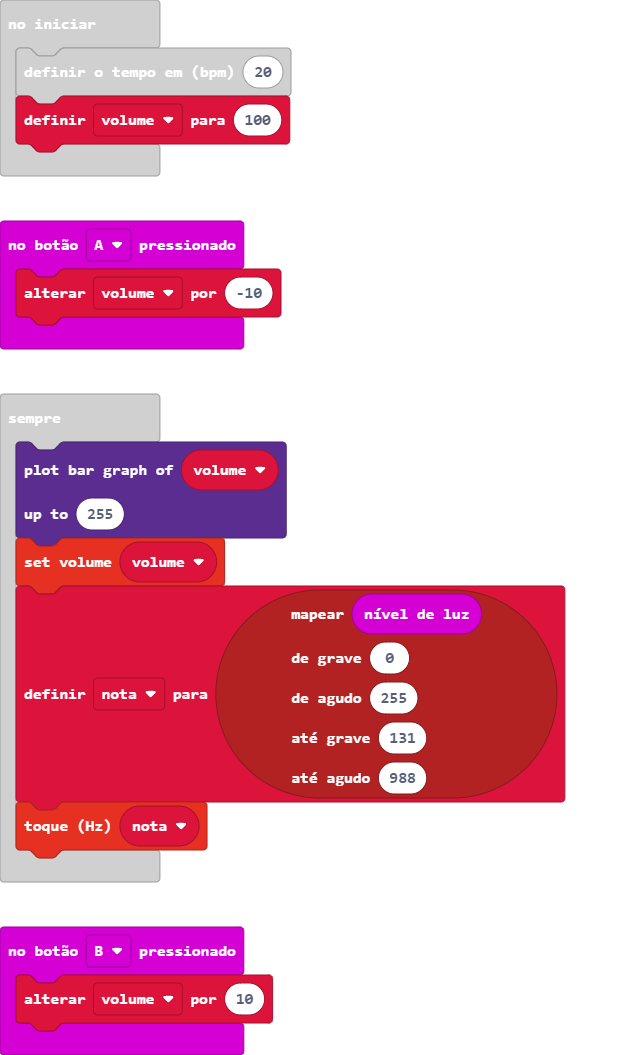 no iniciar
definir o tempo em (bpm) 20
definir volume para 100
no botão A pressionado
alterar volume por -10
sempre
plot bar graph of volume
up to 255
set volume volume
definir nota para
mapear nível de luz
de grave 0
de agudo 255
até grave 131
até agudo 988
toque (Hz) nota
no botão B pressionado
alterar volume por 10